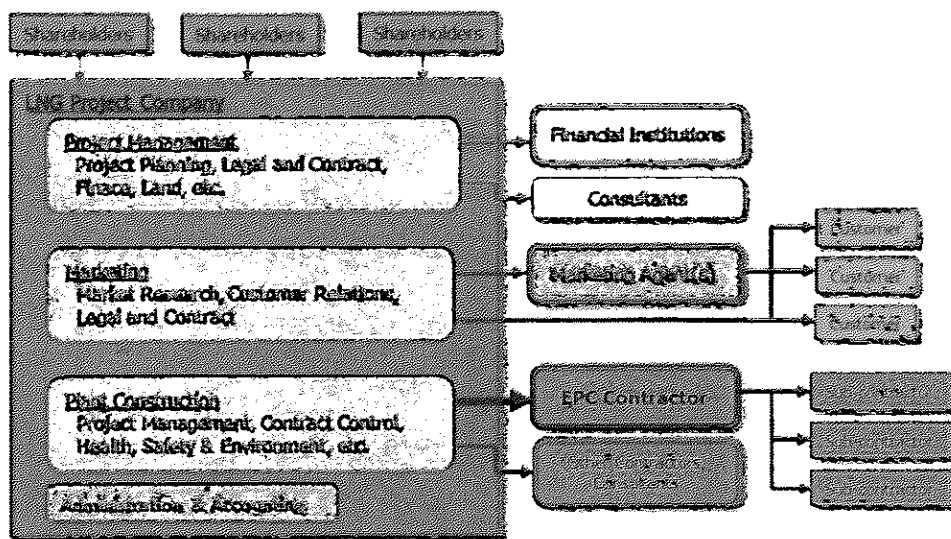 Shareholders
Shareholders
Shareholders
LNG Project Company
Project Management
Project Planning, Legal and Contract,
Finace, Land, etc.
Financial Institutions
Consultants
Marketing
Market Research, Customer Relations,
Legal and Contract
Marketing Agent(s)
Customer
Plant Construction
Project Management, Contract Control,
Health, Safety & Environment, etc.
EPC Contractor
Administration & Accounting